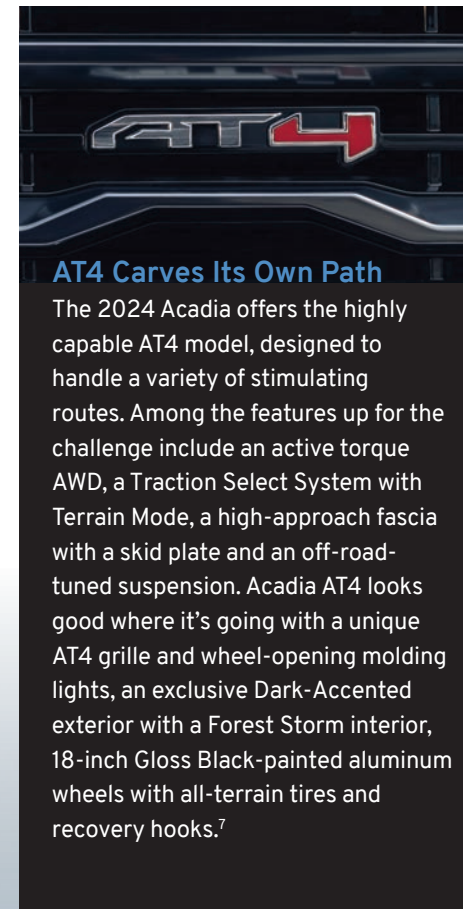 AT4
AT4 Carves Its Own Path
The 2024 Acadia offers the highly
capable AT4 model, designed to
handle a variety of stimulating
routes. Among the features up for the
challenge include an active torque
AWD, a Traction Select System with
Terrain Mode, a high-approach fascia
with a skid plate and an off-road-
tuned suspension. Acadia AT4 looks
good where it’s going with a unique
AT4 grille and wheel-opening molding
lights, an exclusive Dark-Accented
exterior with a Forest Storm interior,
18-inch Gloss Black-painted aluminum
wheels with all-terrain tires and
recovery hooks.7